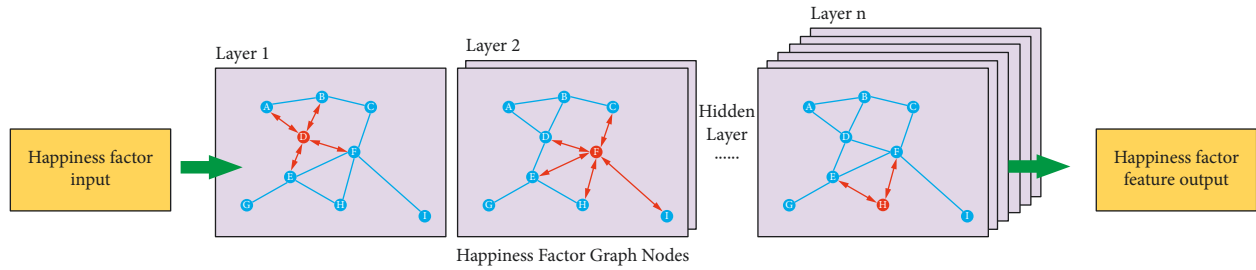 Happiness factor
input
Layer 1
A
B
C
D
F
E
G
H
I
Layer 2
A
B
C
D
F
E
G
H
I
Happiness Factor Graph Nodes
Hidden
Layer
......
Layer n
A
B
C
D
F
E
G
H
I
Happiness factor
feature output